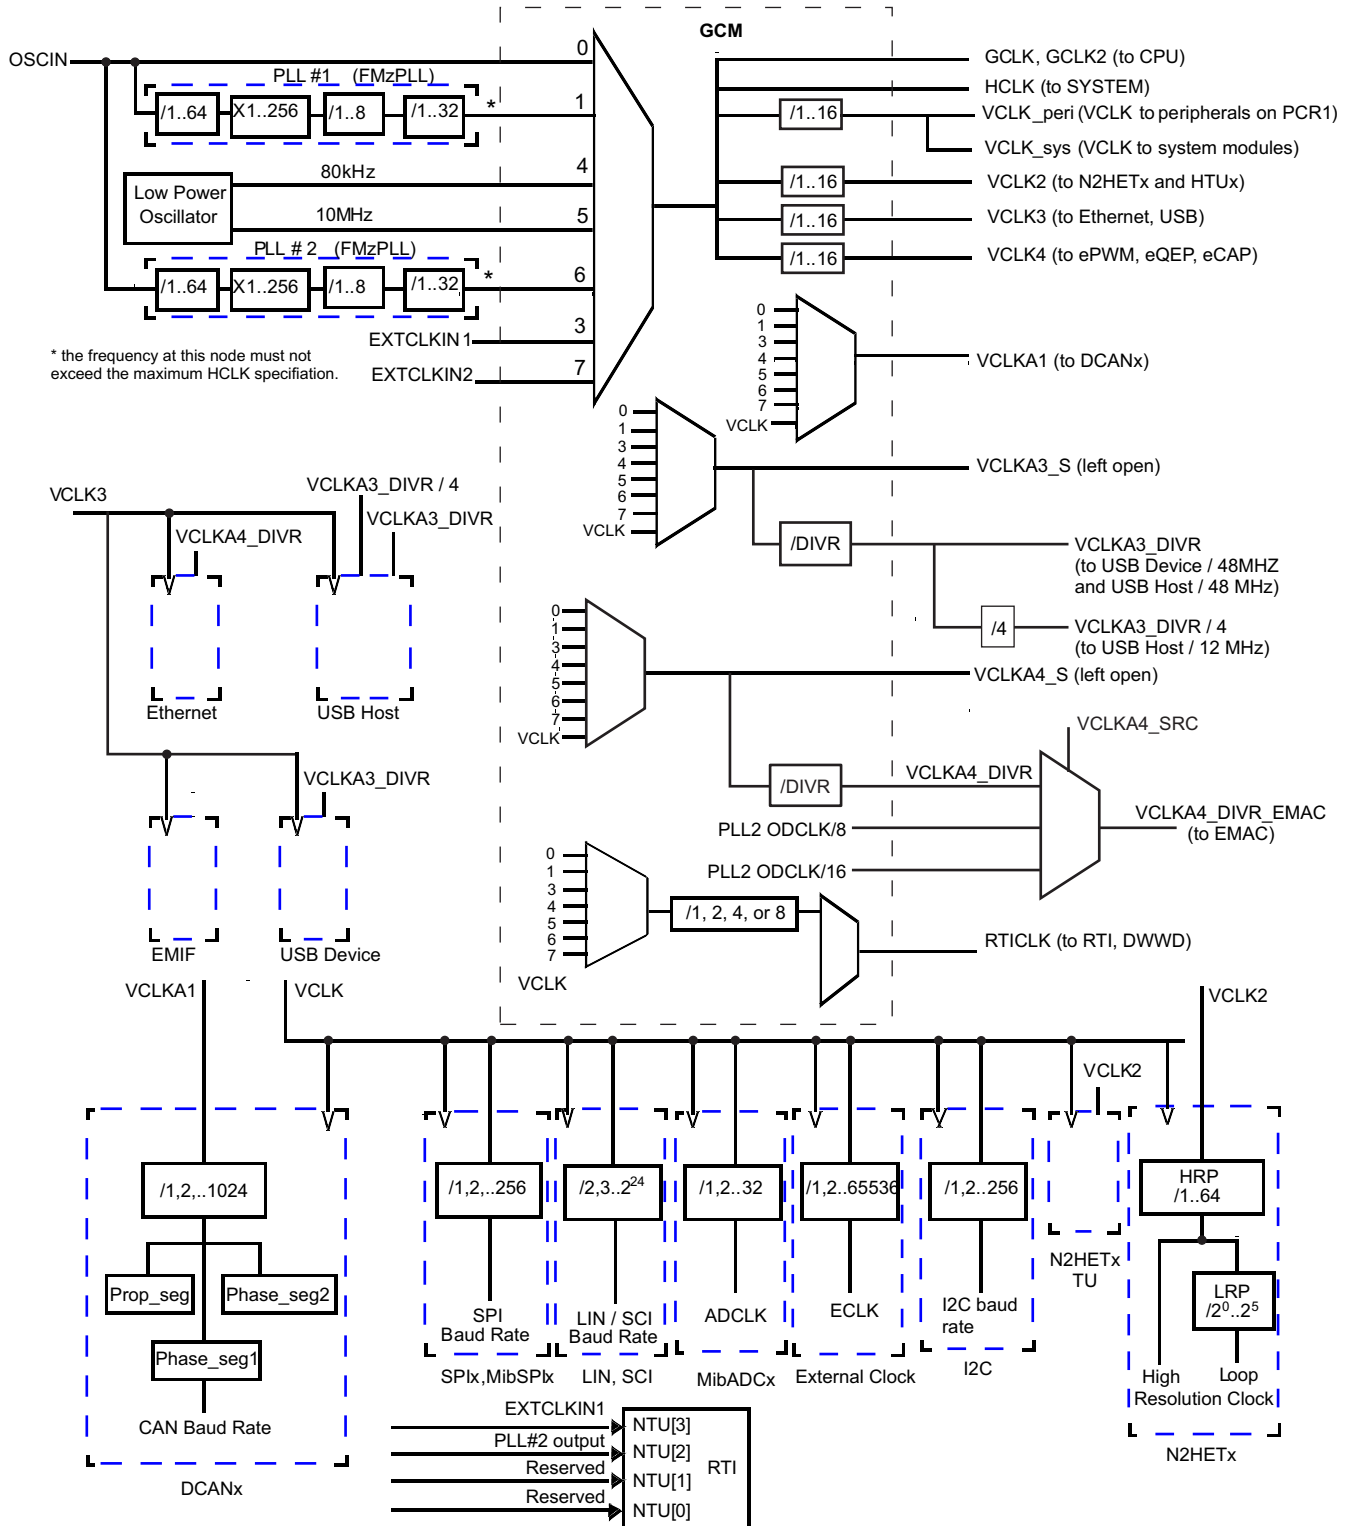 GCM
OSCIN
0
PLL #1 (FMzPLL)
/1..64
X1..256
/1..8
/1..32
*
1
80kHz
4
Low Power
Oscillator
10MHz
5
PLL # 2 (FMzPLL)
/1..64
X1..256
/1..8
/1..32
*
6
EXTCLKIN1
3
EXTCLKIN2
7
* the frequency at this node must not
exceed the maximum HCLK specifiation.
GCLK, GCLK2 (to CPU)
HCLK (to SYSTEM)
/1..16
VCLK_peri (VCLK to peripherals on PCR1)
VCLK_sys (VCLK to system modules)
/1..16
VCLK2 (to N2HETx and HTUx)
/1..16
VCLK3 (to Ethernet, USB)
/1..16
VCLK4 (to ePWM, eQEP, eCAP)
0
1
3
4
5
6
7
VCLK
VCLKA1 (to DCANx)
0
1
3
4
5
6
7
VCLK
VCLKA3_S (left open)
/DIVR
VCLKA3_DIVR
(to USB Device / 48MHZ
and USB Host / 48 MHz)
/4
VCLKA3_DIVR / 4
(to USB Host / 12 MHz)
0
1
3
4
5
6
7
VCLK
VCLKA4_S (left open)
VCLKA4_SRC
/DIVR
VCLKA4_DIVR
PLL2 ODCLK/8
PLL2 ODCLK/16
VCLKA4_DIVR_EMAC
(to EMAC)
0
1
3
4
5
6
7
VCLK
/1, 2, 4, or 8
RTICLK (to RTI, DWWD)
VCLK3
VCLKA4_DIVR
VCLKA3_DIVR / 4
VCLKA3_DIVR
Ethernet
USB Host
VCLKA3_DIVR
EMIF
USB Device
VCLKA1
VCLK
VCLK2
VCLK2
/1,2,..1024
Prop_seg
Phase_seg2
Phase_seg1
CAN Baud Rate
DCANx
/1,2,..256
SPI
Baud Rate
SPIx,MibSPIx
/2,3..2²⁴
LIN / SCI
Baud Rate
LIN, SCI
/1,2..32
ADCLK
MibADCx
/1,2..65536
ECLK
External Clock
/1,2..256
I2C baud
rate
I2C
N2HETx
TU
HRP
/1..64
LRP
/2⁰..2⁵
High
Loop
Resolution Clock
N2HETx
EXTCLKIN1
NTU[3]
PLL#2 output
NTU[2]
Reserved
NTU[1]
Reserved
NTU[0]
RTI